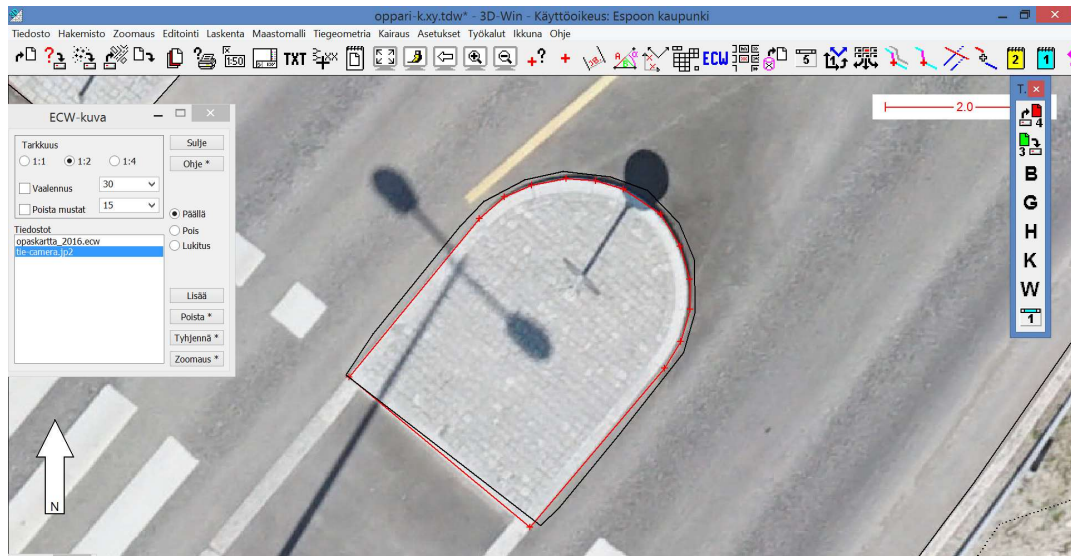 oppari-k.xy.tdw* - 3D-Win - Käyttöoikeus: Espoon kaupunki
Tiedosto Hakemisto Zoomaus Editointi Laskenta Maastomalli Tiegeometria Kairaus Asetukset Työkalut Ikkuna Ohje
1:50 TXT ECW 5 2 1
ECW-kuva
Tarkkuus
1:1 1:2 1:4
Vaalennus 30
Poista mustat 15
Tiedostot
opaskartta_2016.ecw
tie-camera.jp2
Sulje
Ohje *
Päällä
Pois
Lukitus
Lisää
Poista *
Tyhjennä *
Zoomaus *
2.0
T.
4
3
B
G
H
K
W
1
N